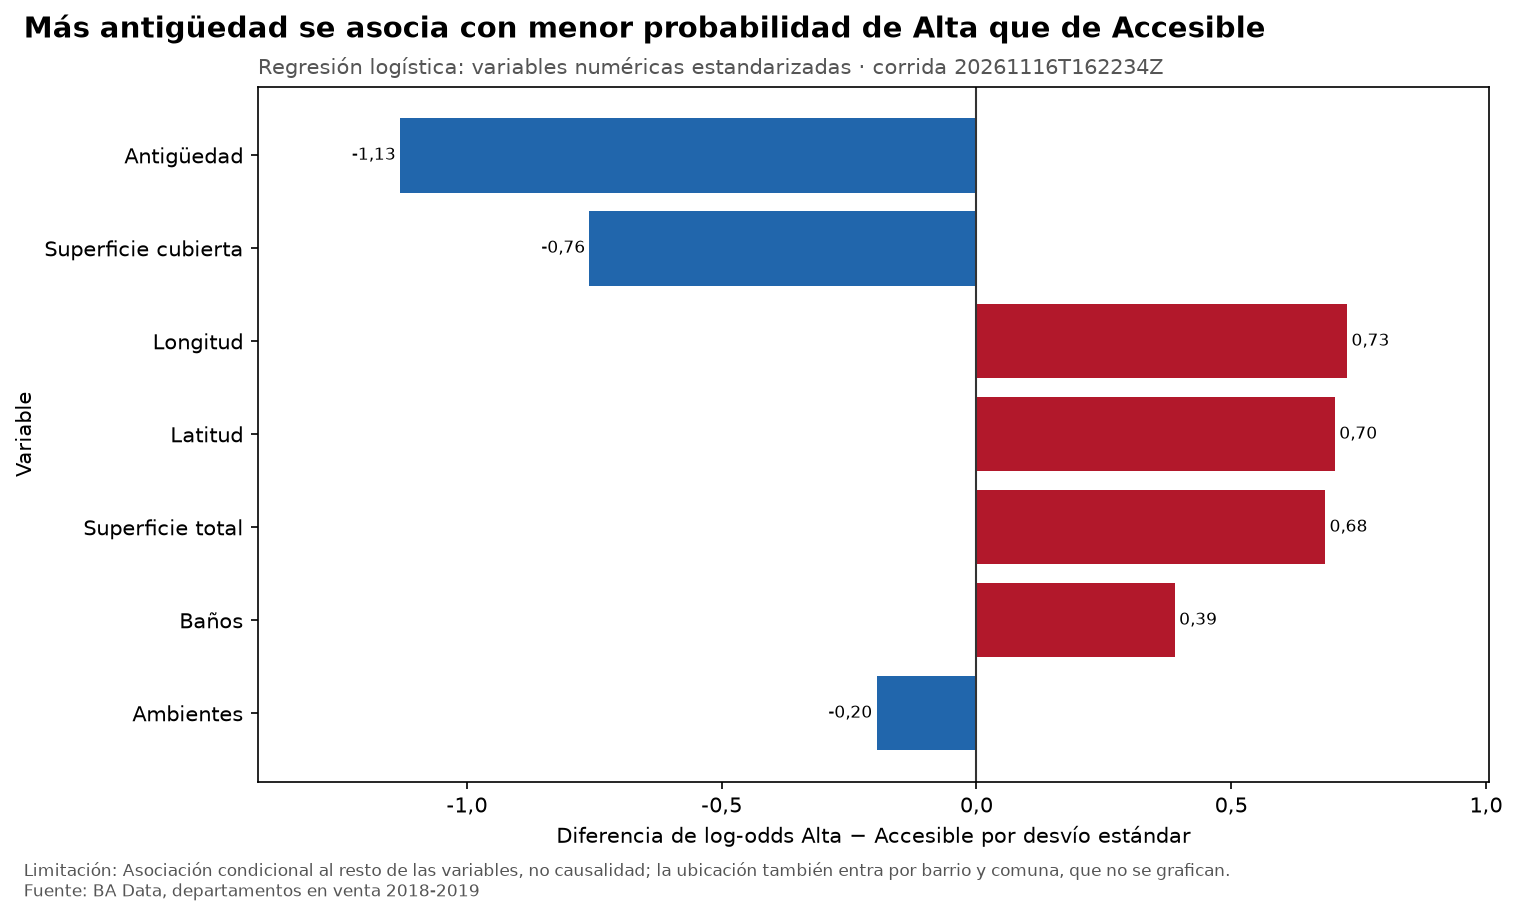 Más antigüedad se asocia con menor probabilidad de Alta que de Accesible
Regresión logística: variables numéricas estandarizadas · corrida 20261116T162234Z
Antigüedad
-1,13
Superficie cubierta
-0,76
Longitud
0,73
Latitud
0,70
Superficie total
0,68
Baños
0,39
Ambientes
-0,20
Variable
-1,0
-0,5
0,0
0,5
1,0
Diferencia de log-odds Alta − Accesible por desvío estándar
Limitación: Asociación condicional al resto de las variables, no causalidad; la ubicación también entra por barrio y comuna, que no se grafican.
Fuente: BA Data, departamentos en venta 2018-2019